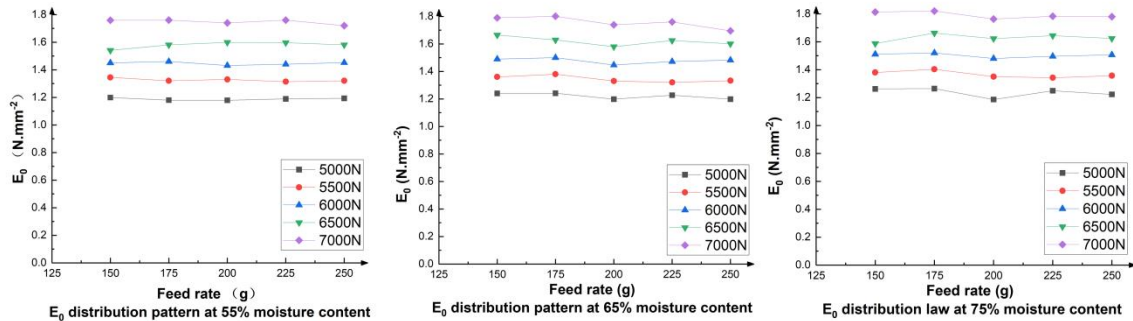 1.8
1.6
1.4
1.2
1.0
0.8
0.6
0.4
0.2
0.0
E0 （N.mm-2）
5000N
5500N
6000N
6500N
7000N
125 150 175 200 225 250
Feed rate （g）
E0 distribution pattern at 55% moisture content
1.8
1.6
1.4
1.2
1.0
0.8
0.6
0.4
0.2
0.0
E0 (N.mm-2)
5000N
5500N
6000N
6500N
7000N
125 150 175 200 225 250
Feed rate (g)
E0 distribution pattern at 65% moisture content
1.8
1.6
1.4
1.2
1.0
0.8
0.6
0.4
0.2
0.0
E0 (N.mm-2)
5000N
5500N
6000N
6500N
7000N
125 150 175 200 225 250
Feed rate (g)
E0 distribution law at 75% moisture content